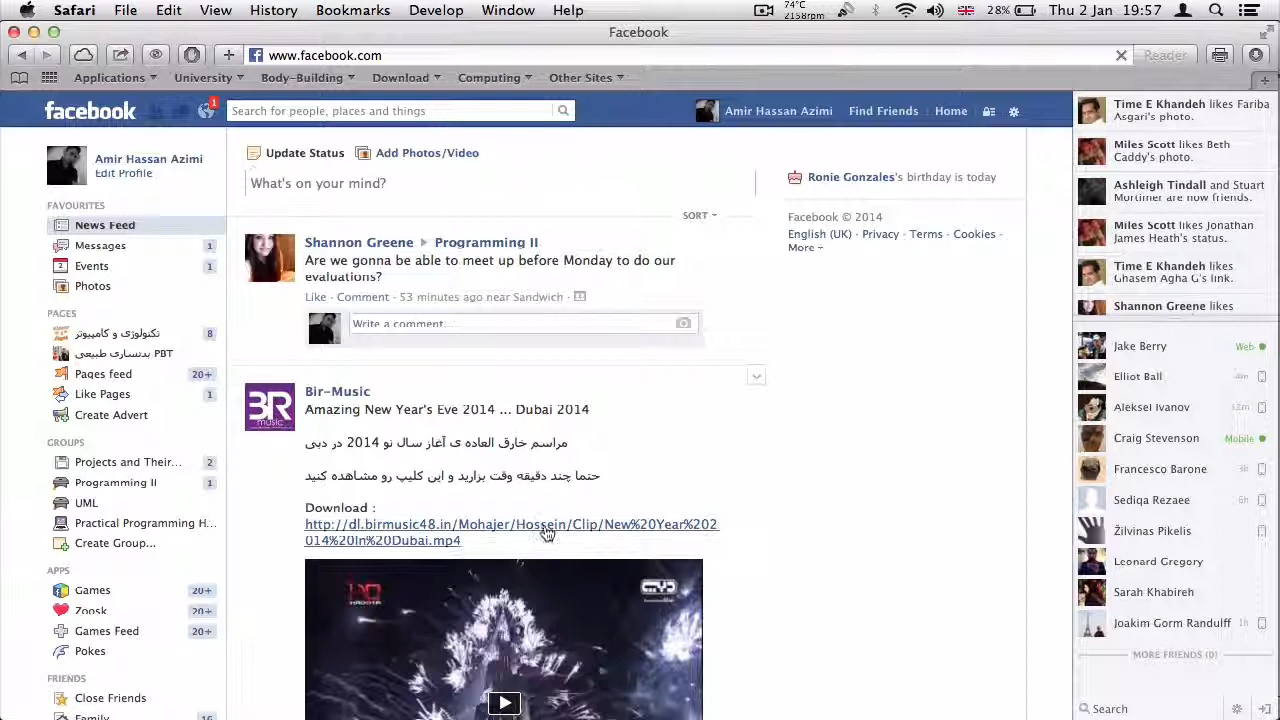 Safari File Edit View History Bookmarks Develop Window Help 74°C 2158rpm 28% Thu 2 Jan 19:57
Facebook
www.facebook.com Reader
Applications University Body-Building Download Computing Other Sites
facebook 1 Search for people, places and things Amir Hassan Azimi Find Friends Home
Amir Hassan Azimi
Edit Profile
FAVOURITES
News Feed
Messages 1
Events 1
Photos
PAGES
تکنولوژی و کامپیوتر 8
بدنسازی طبیعی PBT
Pages feed 20+
Like Pages 1
Create Advert
GROUPS
Projects and Their... 2
Programming II 1
UML
Practical Programming H...
Create Group...
APPS
Games 20+
Zoosk 20+
Games Feed 20+
Pokes
FRIENDS
Close Friends
Family 16
Update Status Add Photos/Video
What's on your mind?
SORT
Shannon Greene Programming II
Are we gonna be able to meet up before Monday to do our
evaluations?
Like · Comment · 53 minutes ago near Sandwich ·
Write a comment...
BR music
Bir-Music
Amazing New Year's Eve 2014 ... Dubai 2014
مراسم خارق العاده ی آغاز سال نو 2014 در دبی
حتما چند دقیقه وقت بزارید و این کلیپ رو مشاهده کنید
Download :
http://dl.birmusic48.in/Mohajer/Hossein/Clip/New%20Year%202
014%20In%20Dubai.mp4
Ronie Gonzales's birthday is today
Facebook © 2014
English (UK) · Privacy · Terms · Cookies ·
More
Time E Khandeh likes Fariba
Asgari's photo.
Miles Scott likes Beth
Caddy's photo.
Ashleigh Tindall and Stuart
Mortimer are now friends.
Miles Scott likes Jonathan
James Heath's status.
Time E Khandeh likes
Ghasem Agha G's link.
Shannon Greene likes
Jake Berry Web
Elliot Ball
Aleksei Ivanov 12m
Craig Stevenson Mobile
Francesco Barone 3h
Sediqa Rezaee 6h
Zilvinas Pikelis
Leonard Gregory
Sarah Khabireh
Joakim Gorm Randulff 1h
MORE FRIENDS (0)
Search